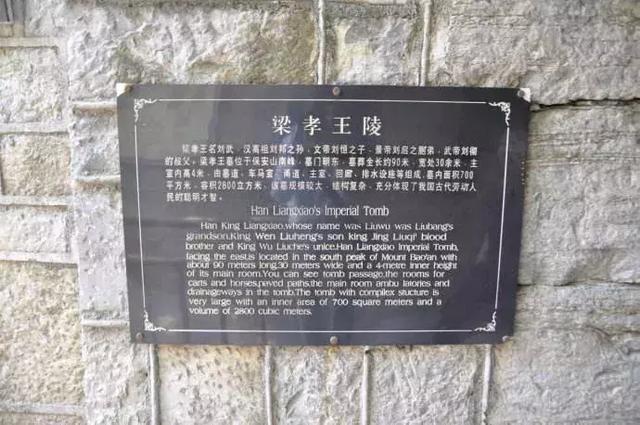 梁孝王陵
梁孝王名刘武，汉高祖刘邦之孙，文帝刘恒之子，景帝刘启之胞弟，武帝刘彻
的叔父。梁孝王墓位于保安山南峰，墓门朝东，墓葬全长约90米，宽处30余米，主
室内高4米，由墓道、车马室、甬道、主室、回廊、排水设施等组成，墓内面积700
平方米，容积2800立方米，该墓规模较大，结构复杂，充分体现了我国古代劳动人
民的聪明才智。
Han Liangxiao's Imperial Tomb
Han King Liangxiao,whose name was Liuwu was Liubang's
grandson,King Wen Liuheng's son king Jing Liuqi' blood
brother and King Wu Liuche's unlce.Han Liangxiao Imperial Tomb,
facing the eastis located in the south peak of Mount Bao'an with
about 90 meters long,30 meters wide and a 4-metre inner height
of its main room.You can see tomb passage,the rooms for
carts and horses,paved paths,the main room ambu latories and
drainageways in the tomb.The tomb with compilex stucture is
very large with an inner area of 700 square meters and a
volume of 2800 cubic meters.